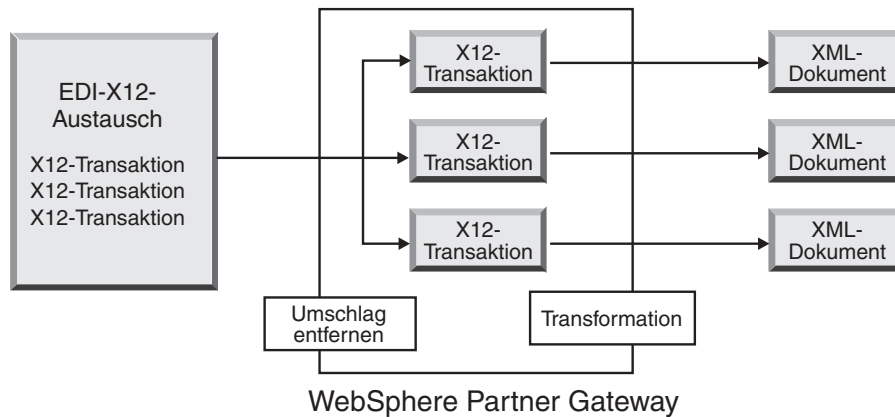 EDI-X12-
Austausch
X12-Transaktion
X12-Transaktion
X12-Transaktion
X12-
Transaktion
XML-
Dokument
X12-
Transaktion
XML-
Dokument
X12-
Transaktion
XML-
Dokument
Umschlag
entfernen
Transformation
WebSphere Partner Gateway